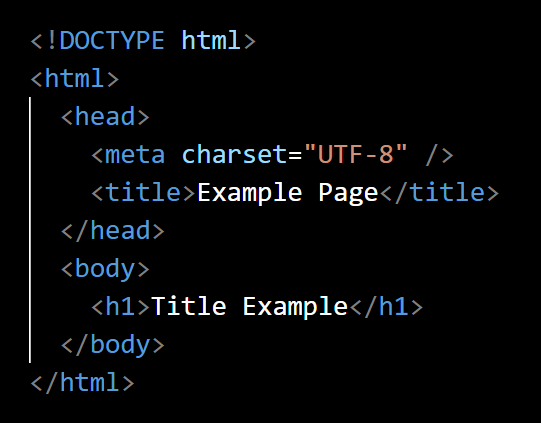 <!DOCTYPE html>
<html>
  <head>
    <meta charset="UTF-8" />
    <title>Example Page</title>
  </head>
  <body>
    <h1>Title Example</h1>
  </body>
</html>